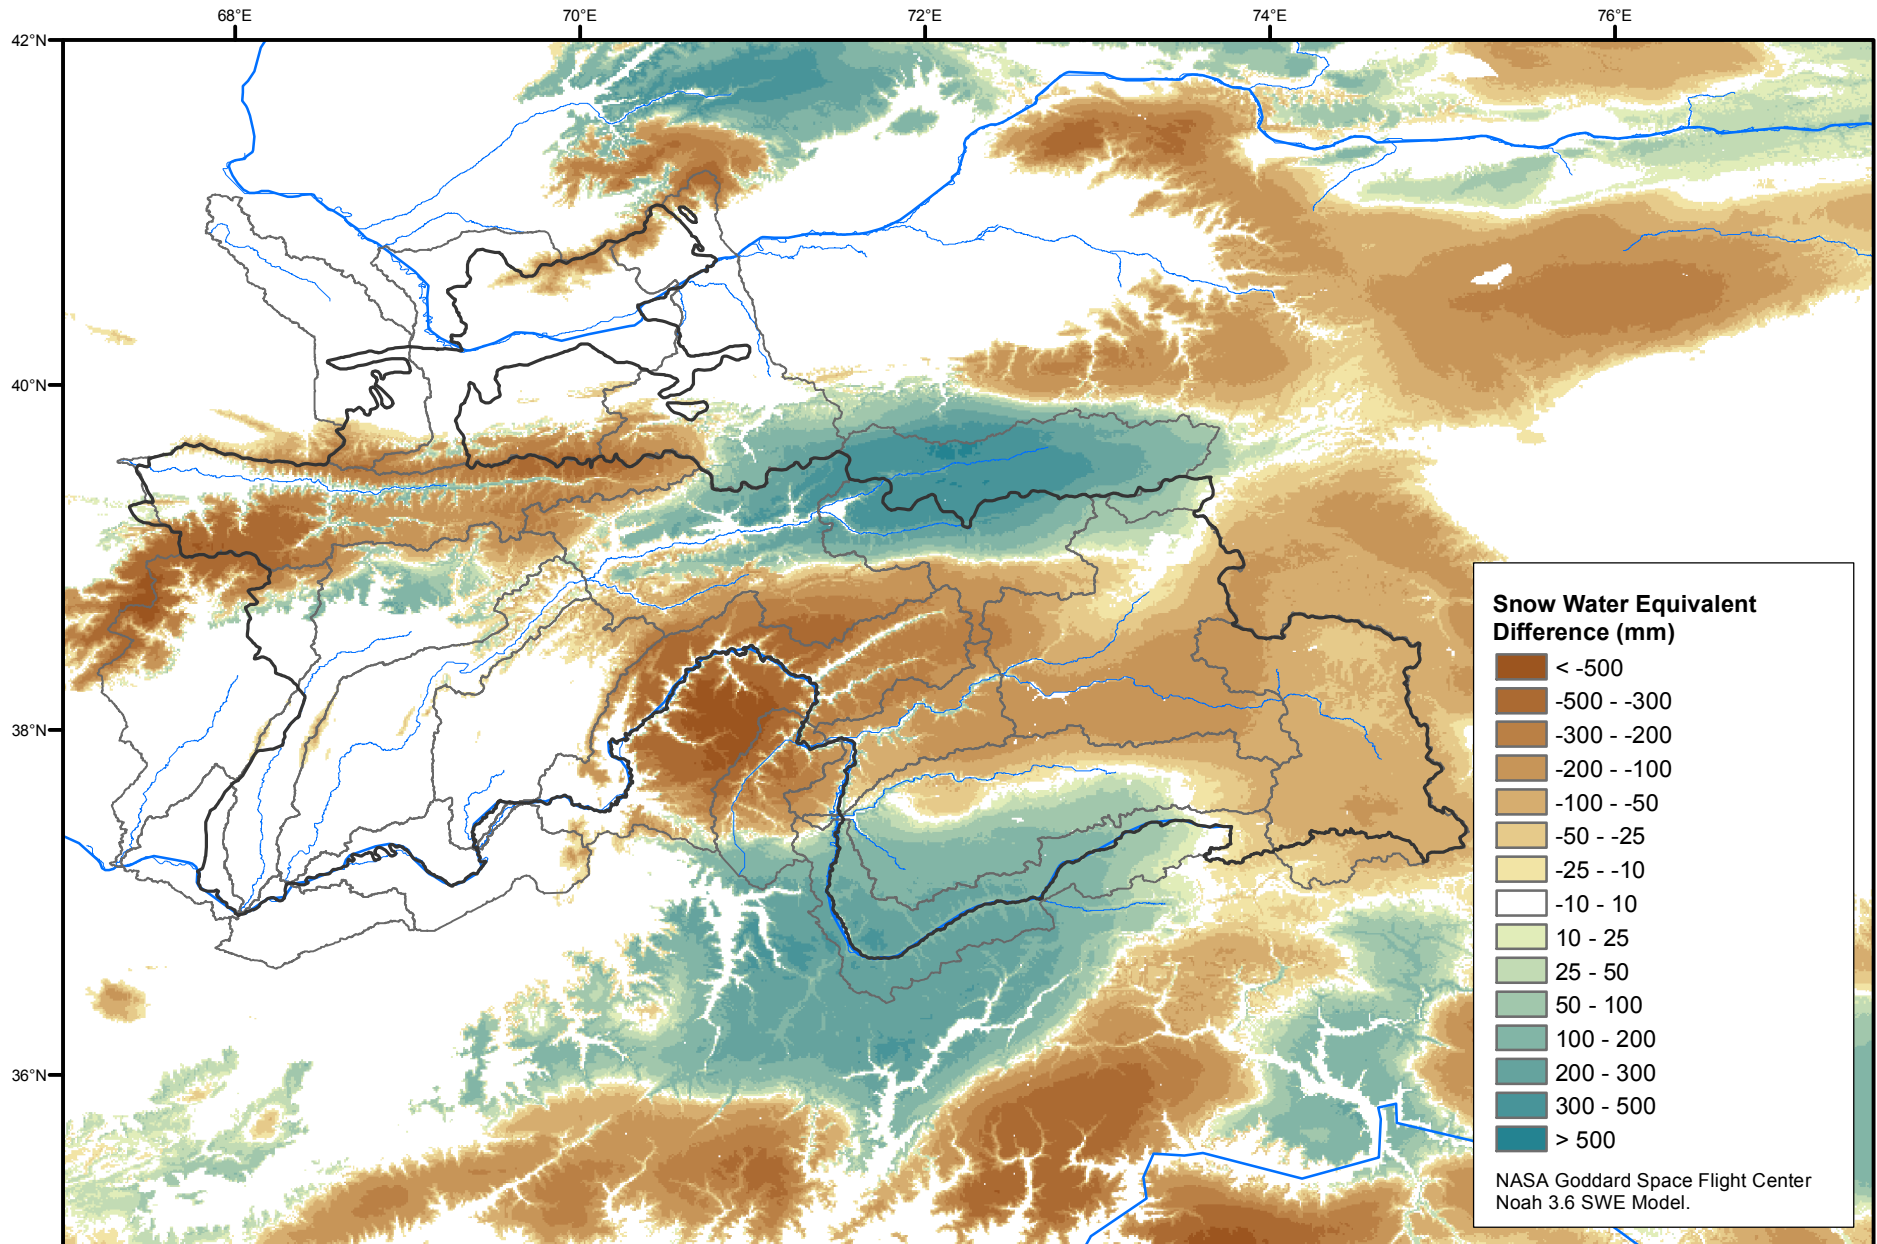 68°E
70°E
72°E
74°E
76°E
42°N
40°N
38°N
36°N
Snow Water Equivalent
Difference (mm)
< -500
-500 - -300
-300 - -200
-200 - -100
-100 - -50
-50 - -25
-25 - -10
-10 - 10
10 - 25
25 - 50
50 - 100
100 - 200
200 - 300
300 - 500
> 500
NASA Goddard Space Flight Center
Noah 3.6 SWE Model.